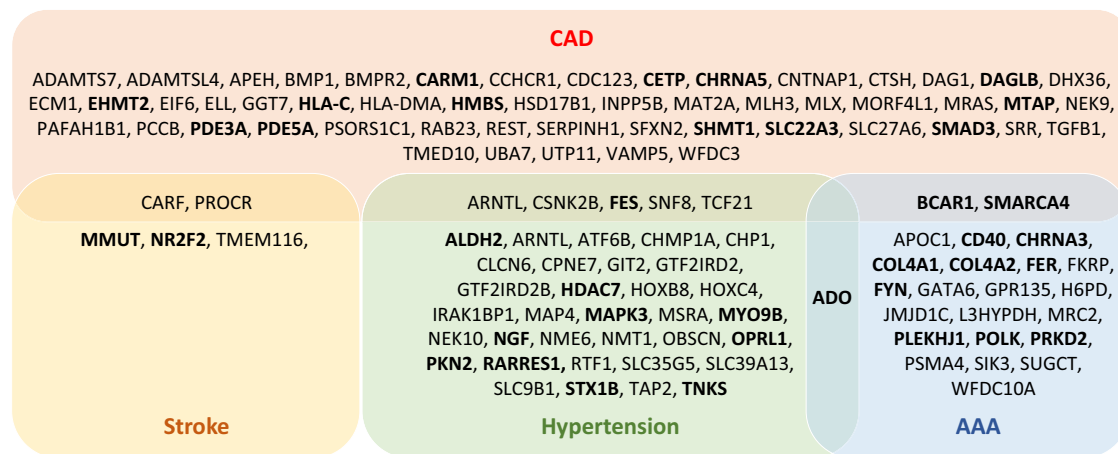 CAD
ADAMTS7, ADAMTSL4, APEH, BMP1, BMPR2, CARM1, CCHCR1, CDC123, CETP, CHRNA5, CNTNAP1, CTSH, DAG1, DAGLB, DHX36,
ECM1, EHMT2, EIF6, ELL, GGT7, HLA-C, HLA-DMA, HMBS, HSD17B1, INPP5B, MAT2A, MLH3, MLX, MORF4L1, MRAS, MTAP, NEK9,
PAFAH1B1, PCCB, PDE3A, PDE5A, PSORS1C1, RAB23, REST, SERPINH1, SFXN2, SHMT1, SLC22A3, SLC27A6, SMAD3, SRR, TGFB1,
TMED10, UBA7, UTP11, VAMP5, WFDC3
CARF, PROCR
MMUT, NR2F2, TMEM116,
Stroke
ARNTL, CSNK2B, FES, SNF8, TCF21
ALDH2, ARNTL, ATF6B, CHMP1A, CHP1,
CLCN6, CPNE7, GIT2, GTF2IRD2,
GTF2IRD2B, HDAC7, HOXB8, HOXC4,
IRAK1BP1, MAP4, MAPK3, MSRA, MYO9B,
NEK10, NGF, NME6, NMT1, OBSCN, OPRL1,
PKN2, RARRES1, RTF1, SLC35G5, SLC39A13,
SLC9B1, STX1B, TAP2, TNKS
Hypertension
ADO
BCAR1, SMARCA4
APOC1, CD40, CHRNA3,
COL4A1, COL4A2, FER, FKRP,
FYN, GATA6, GPR135, H6PD,
JMJD1C, L3HYPDH, MRC2,
PLEKHJ1, POLK, PRKD2,
PSMA4, SIK3, SUGCT,
WFDC10A
AAA